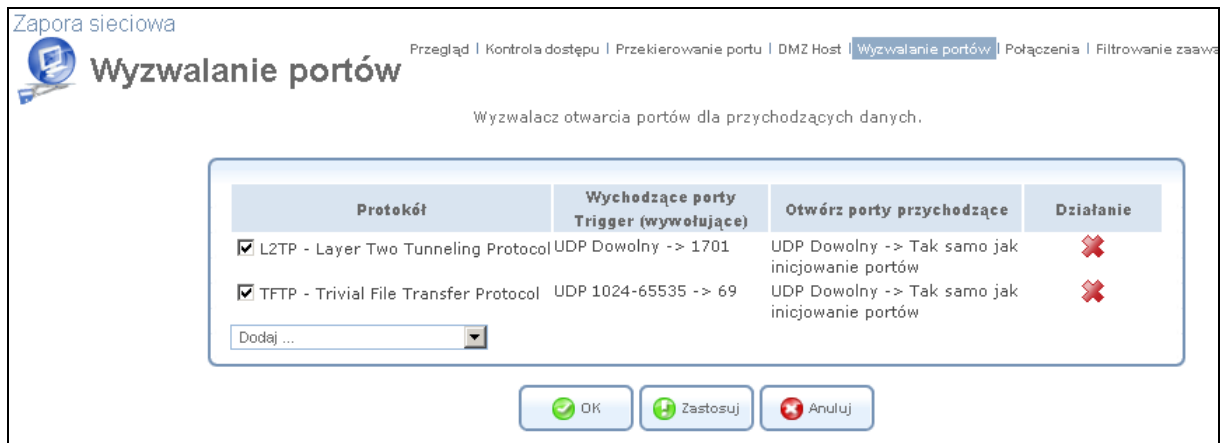 Zapora sieciowa
Wyzwalanie portów
Przegląd | Kontrola dostępu | Przekierowanie portu | DMZ Host | Wyzwalanie portów | Połączenia | Filtrowanie zaawa
Wyzwalacz otwarcia portów dla przychodzących danych.
Protokół Wychodzące porty Trigger (wywołujące) Otwórz porty przychodzące Działanie
L2TP - Layer Two Tunneling Protocol UDP Dowolny -> 1701 UDP Dowolny -> Tak samo jak
inicjowanie portów
TFTP - Trivial File Transfer Protocol UDP 1024-65535 -> 69 UDP Dowolny -> Tak samo jak
inicjowanie portów
Dodaj ...
OK Zastosuj Anuluj